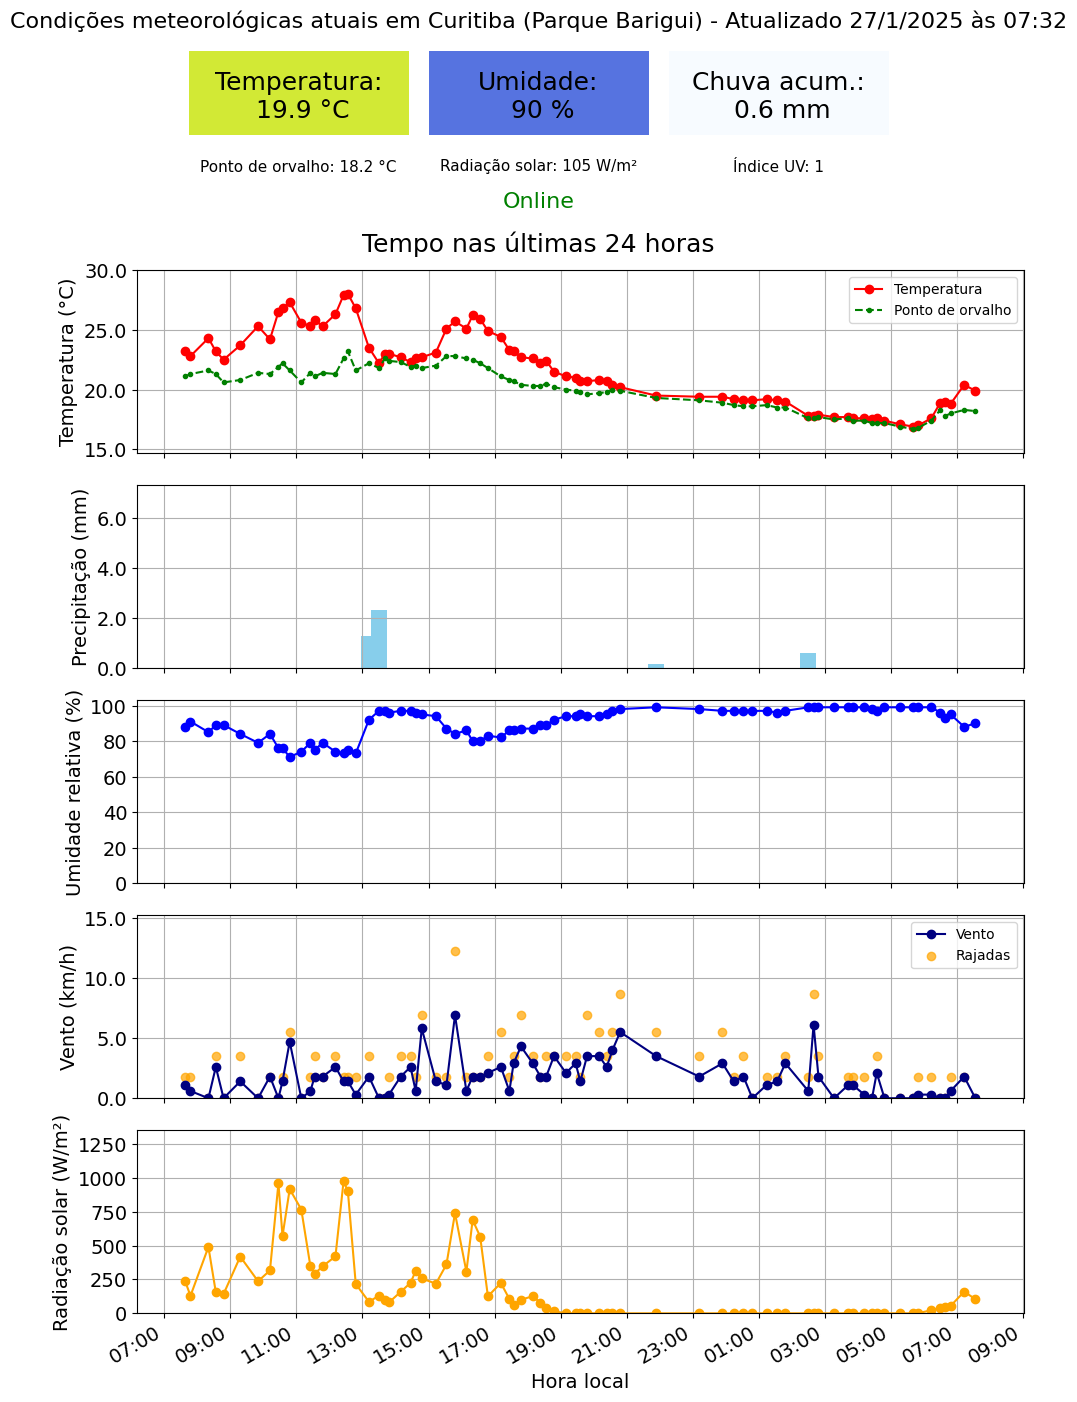 Condições meteorológicas atuais em Curitiba (Parque Barigui) - Atualizado 27/1/2025 às 07:32
Temperatura:
19.9 °C
Umidade:
90 %
Chuva acum.:
0.6 mm
Ponto de orvalho: 18.2 °C
Radiação solar: 105 W/m²
Índice UV: 1
Online
Tempo nas últimas 24 horas
Temperatura (°C)
30.0
25.0
20.0
15.0
Temperatura
Ponto de orvalho
Precipitação (mm)
6.0
4.0
2.0
0.0
Umidade relativa (%)
100
80
60
40
20
0
Vento (km/h)
15.0
10.0
5.0
0.0
Vento
Rajadas
Radiação solar (W/m²)
1250
1000
750
500
250
0
07:00
09:00
11:00
13:00
15:00
17:00
19:00
21:00
23:00
01:00
03:00
05:00
07:00
09:00
Hora local